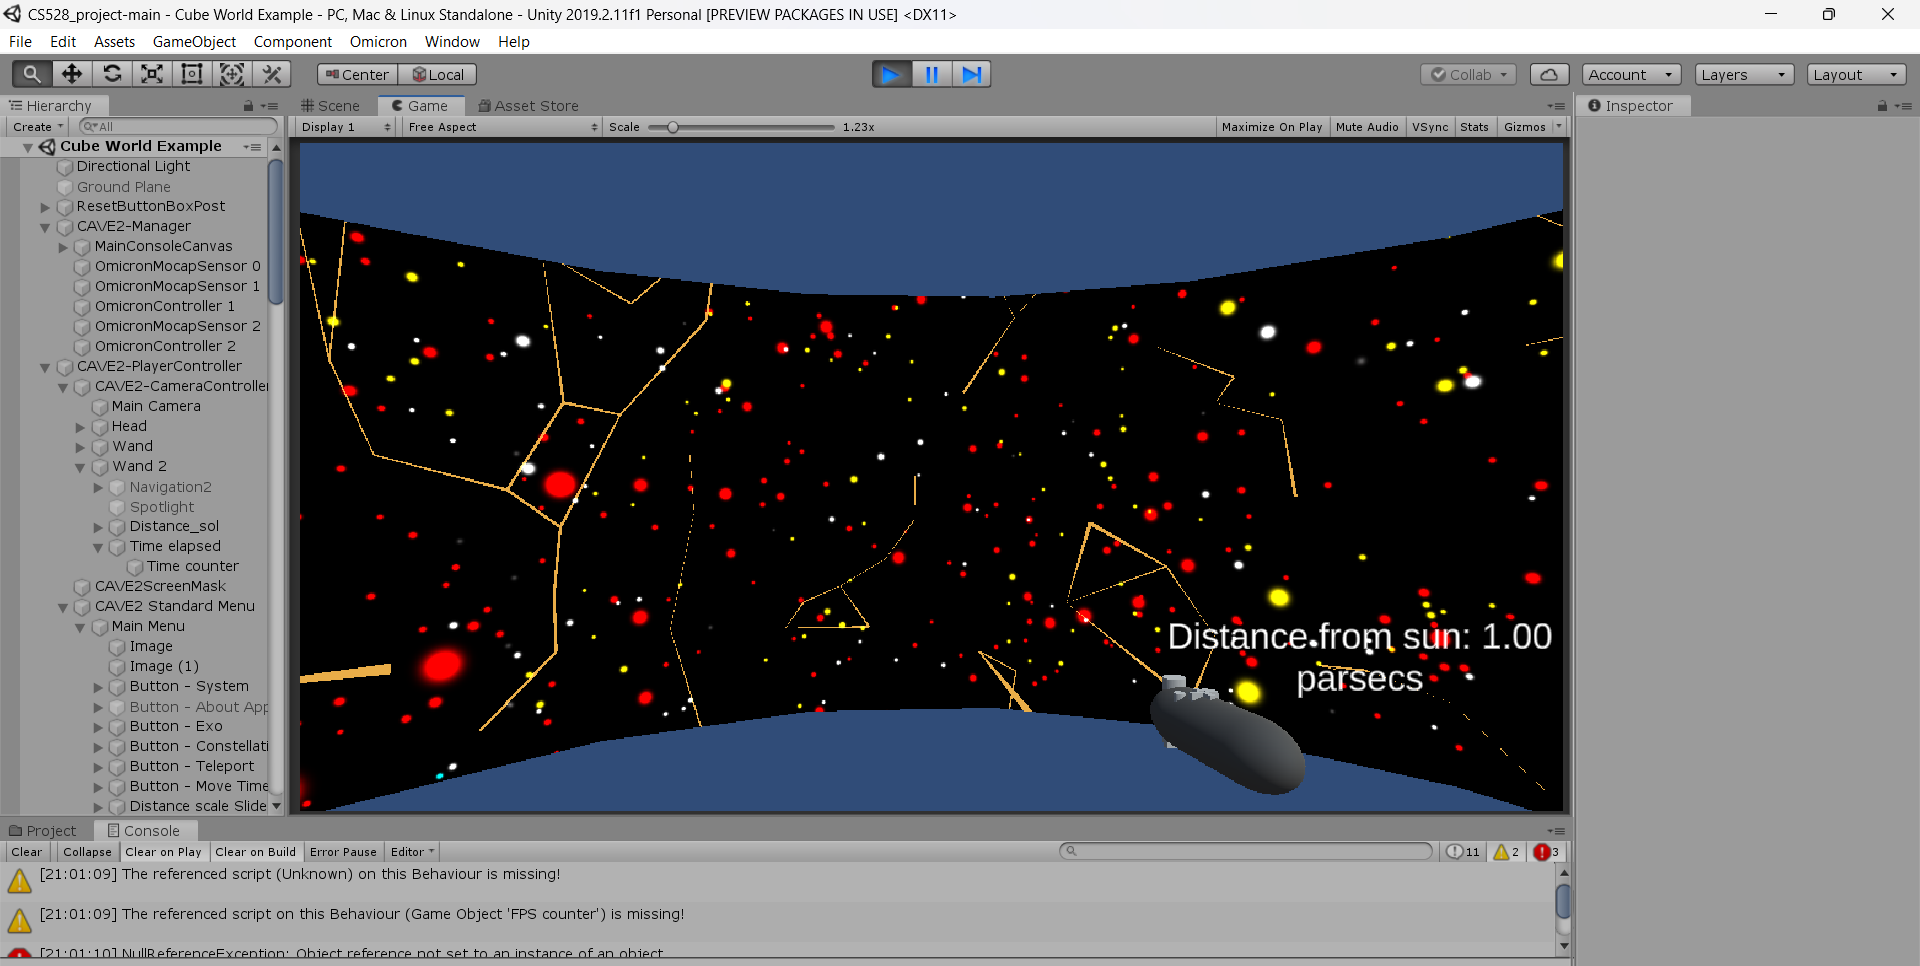 CS528_project-main - Cube World Example - PC, Mac & Linux Standalone - Unity 2019.2.11f1 Personal [PREVIEW PACKAGES IN USE] <DX11>
File Edit Assets GameObject Component Omicron Window Help
Center Local Collab Account Layers Layout
Hierarchy Scene Game Asset Store Inspector
Create All Display 1 Free Aspect Scale 1.23x Maximize On Play Mute Audio VSync Stats Gizmos
Cube World Example
Directional Light
Ground Plane
ResetButtonBoxPost
CAVE2-Manager
MainConsoleCanvas
OmicronMocapSensor 0
OmicronMocapSensor 1
OmicronController 1
OmicronMocapSensor 2
OmicronController 2
CAVE2-PlayerController
CAVE2-CameraController
Main Camera
Head
Wand
Wand 2
Navigation2
Spotlight
Distance_sol
Time elapsed
Time counter
CAVE2ScreenMask
CAVE2 Standard Menu
Main Menu
Image
Image (1)
Button - System
Button - About App
Button - Exo
Button - Constellati
Button - Teleport
Button - Move Time
Distance scale Slide
Distance from sun: 1.00
parsecs
Project Console
Clear Collapse Clear on Play Clear on Build Error Pause Editor 11 2 3
[21:01:09] The referenced script (Unknown) on this Behaviour is missing!
[21:01:09] The referenced script on this Behaviour (Game Object 'FPS counter') is missing!
[21:01:10] NullReferenceException: Object reference not set to an instance of an object